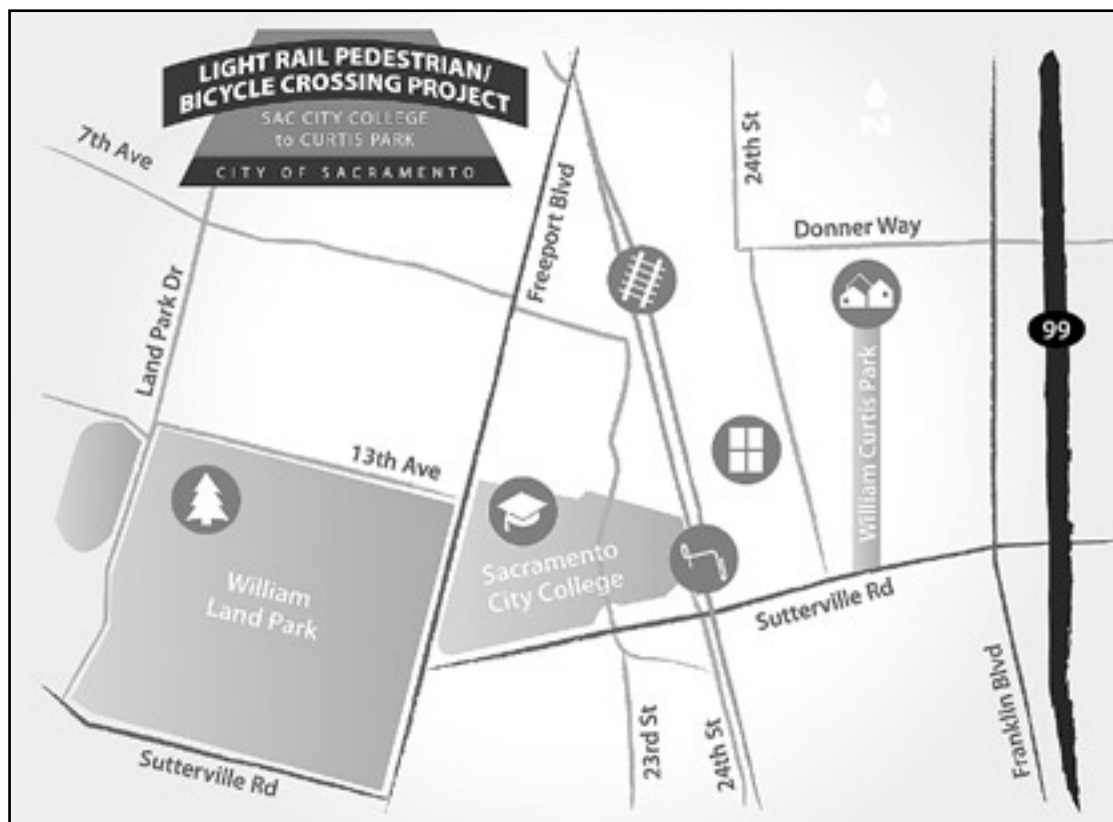 LIGHT RAIL PEDESTRIAN/
BICYCLE CROSSING PROJECT
SAC CITY COLLEGE
to CURTIS PARK
CITY OF SACRAMENTO
7th Ave
Land Park Dr
Freeport Blvd
24th St
N
Donner Way
99
13th Ave
William Curtis Park
William
Land Park
Sacramento
City College
Sutterville Rd
Sutterville Rd
23rd St
24th St
Franklin Blvd